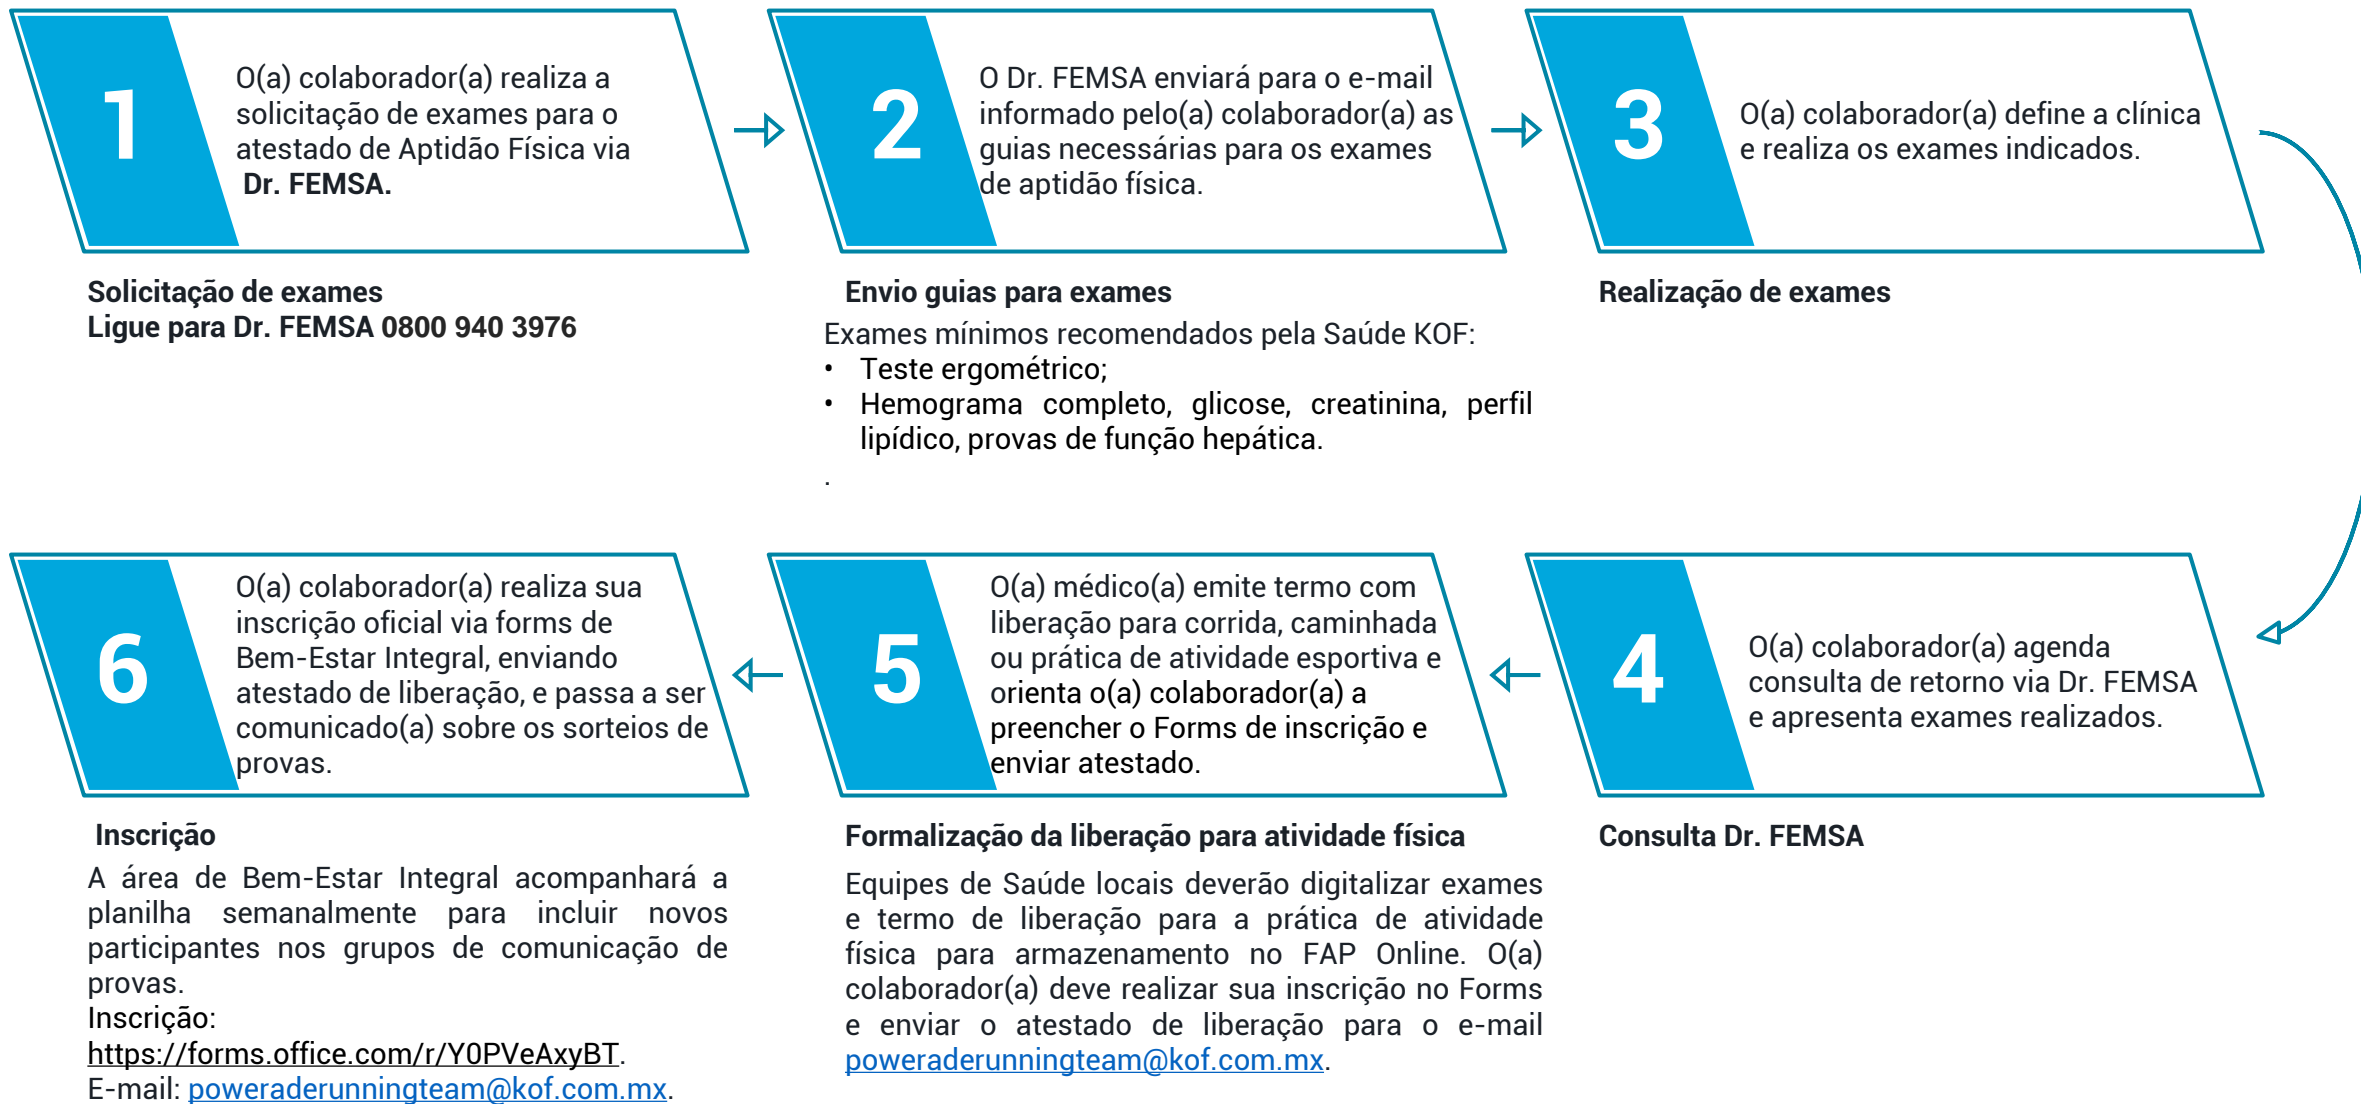 1
O(a) colaborador(a) realiza a
solicitação de exames para o
atestado de Aptidão Física via
Dr. FEMSA.
Solicitação de exames
Ligue para Dr. FEMSA 0800 940 3976
2
O Dr. FEMSA enviará para o e-mail
informado pelo(a) colaborador(a) as
guias necessárias para os exames
de aptidão física.
Envio guias para exames
Exames mínimos recomendados pela Saúde KOF:
• Teste ergométrico;
• Hemograma completo, glicose, creatinina, perfil
lipídico, provas de função hepática.
.
3
O(a) colaborador(a) define a clínica
e realiza os exames indicados.
Realização de exames
4
O(a) colaborador(a) agenda
consulta de retorno via Dr. FEMSA
e apresenta exames realizados.
Consulta Dr. FEMSA
5
O(a) médico(a) emite termo com
liberação para corrida, caminhada
ou prática de atividade esportiva e
orienta o(a) colaborador(a) a
preencher o Forms de inscrição e
enviar atestado.
Formalização da liberação para atividade física
Equipes de Saúde locais deverão digitalizar exames
e termo de liberação para a prática de atividade
física para armazenamento no FAP Online. O(a)
colaborador(a) deve realizar sua inscrição no Forms
e enviar o atestado de liberação para o e-mail
poweraderunningteam@kof.com.mx.
6
O(a) colaborador(a) realiza sua
inscrição oficial via forms de
Bem-Estar Integral, enviando
atestado de liberação, e passa a ser
comunicado(a) sobre os sorteios de
provas.
Inscrição
A área de Bem-Estar Integral acompanhará a
planilha semanalmente para incluir novos
participantes nos grupos de comunicação de
provas.
Inscrição:
https://forms.office.com/r/Y0PVeAxyBT.
E-mail: poweraderunningteam@kof.com.mx.